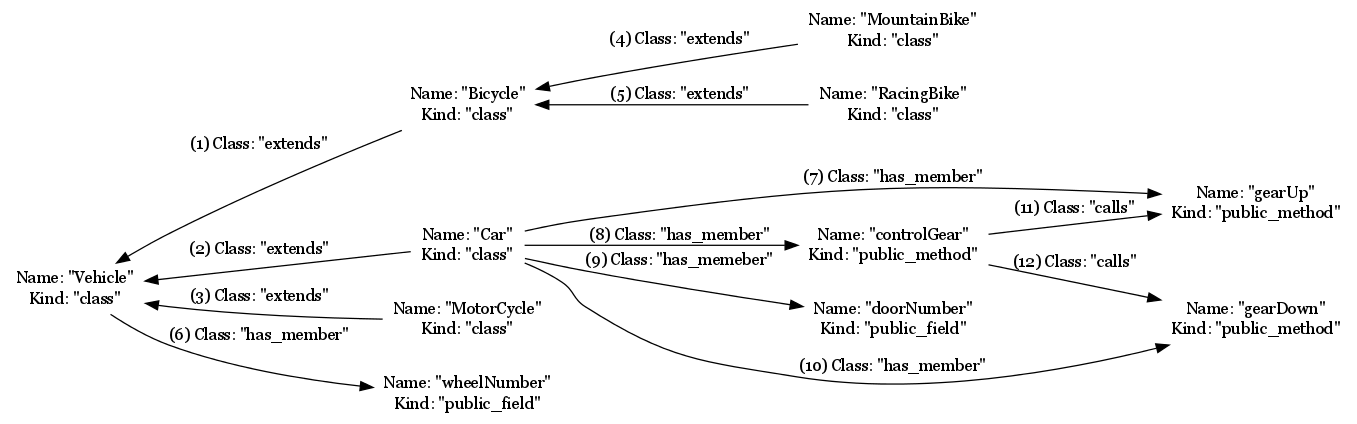 Name: "MountainBike"
Kind: "class"
(4) Class: "extends"
Name: "Bicycle"
Kind: "class"
(5) Class: "extends"
Name: "RacingBike"
Kind: "class"
(1) Class: "extends"
(7) Class: "has_member"
Name: "gearUp"
Kind: "public_method"
(11) Class: "calls"
(2) Class: "extends"
Name: "Car"
Kind: "class"
(8) Class: "has_member"
Name: "controlGear"
Kind: "public_method"
(9) Class: "has_memeber"
(12) Class: "calls"
Name: "Vehicle"
Kind: "class"
(3) Class: "extends"
Name: "MotorCycle"
Kind: "class"
Name: "doorNumber"
Kind: "public_field"
Name: "gearDown"
Kind: "public_method"
(6) Class: "has_member"
(10) Class: "has_member"
Name: "wheelNumber"
Kind: "public_field"